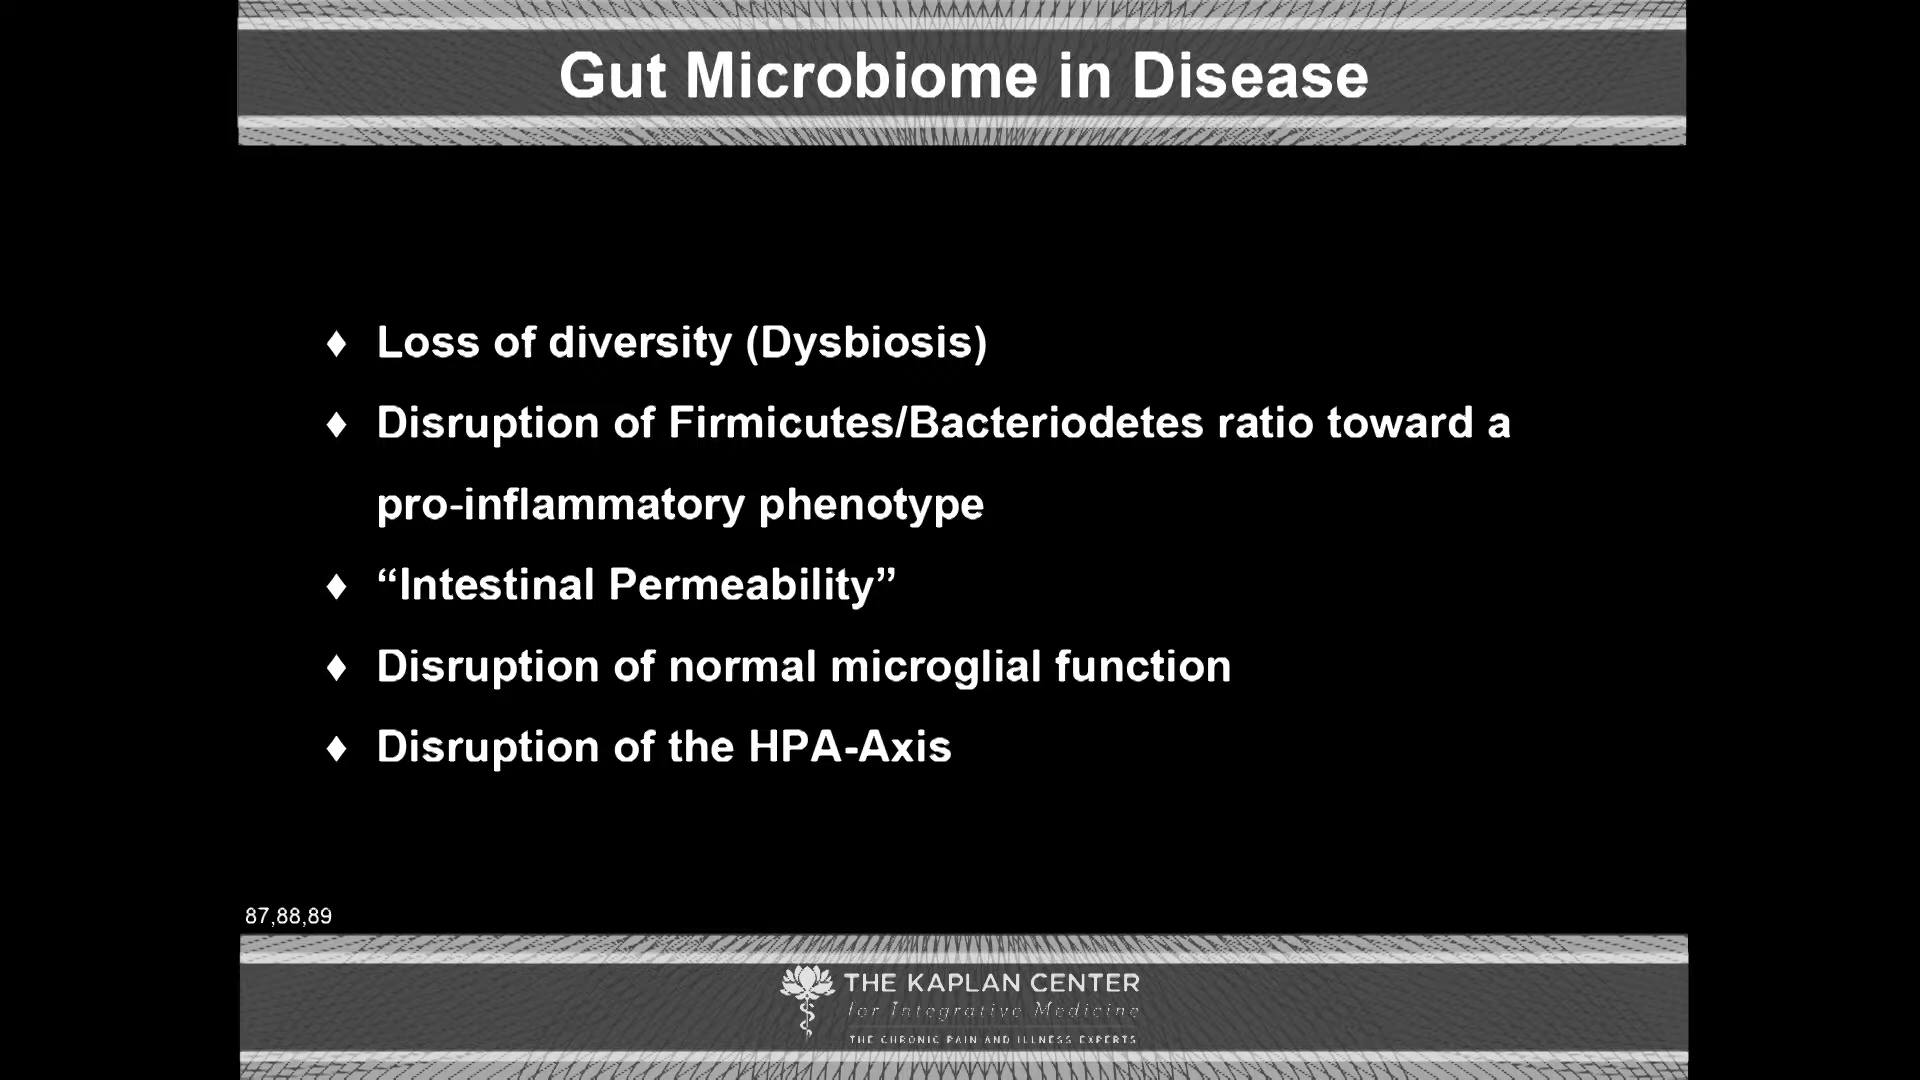 Gut Microbiome in Disease
♦ Loss of diversity (Dysbiosis)
♦ Disruption of Firmicutes/Bacteriodetes ratio toward a
pro-inflammatory phenotype
♦ “Intestinal Permeability”
♦ Disruption of normal microglial function
♦ Disruption of the HPA-Axis
87,88,89
THE KAPLAN CENTER
for Integrative Medicine
THE CHRONIC PAIN AND ILLNESS EXPERTS